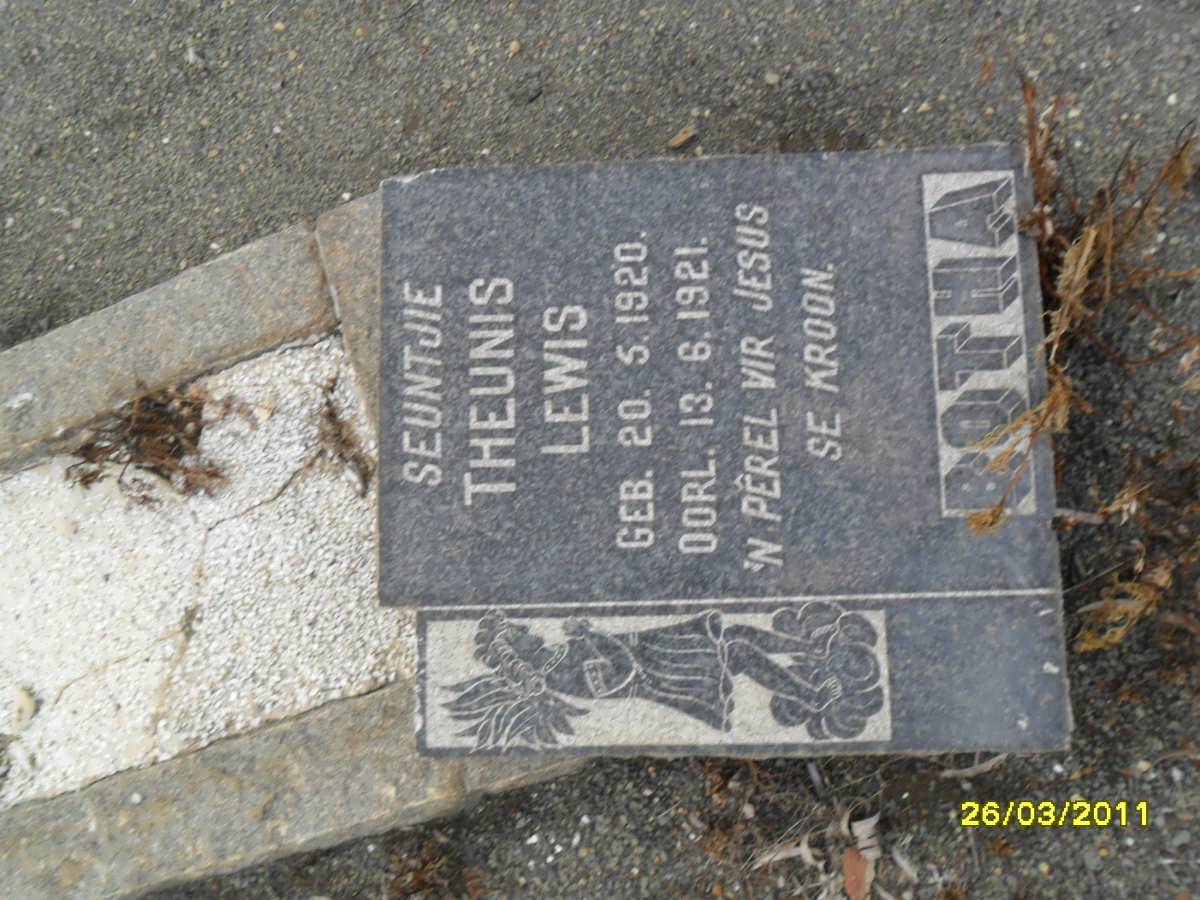 SEUNTJIE
THEUNIS
LEWIS
GEB. 20. 5. 1920.
OORL. 13. 6. 1921.
'N PÊREL VIR JESUS
SE KROON.
BOTHA
26/03/2011